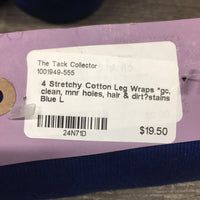 The Tack Collector
1001949-555
4 Stretchy Cotton Leg Wraps *gc,
clean, mnr holes, hair & dirt?stains
Blue L
24N71D
$19.50